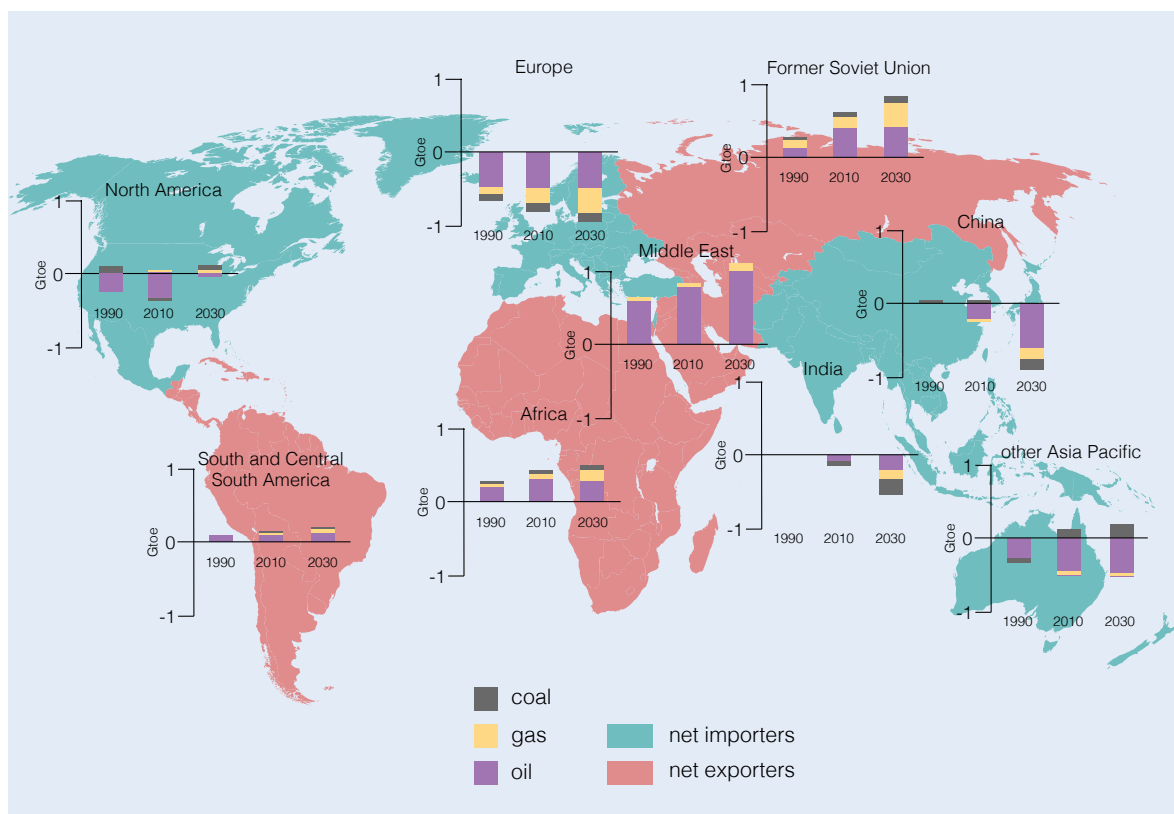 Europe
1
0
-1
Gtoe
1990
2010
2030
Former Soviet Union
1
0
-1
Gtoe
1990
2010
2030
North America
1
0
-1
Gtoe
1990
2010
2030
China
1
0
-1
Gtoe
1990
2010
2030
Middle East
1
0
-1
Gtoe
1990
2010
2030
India
1
0
-1
Gtoe
1990
2010
2030
Africa
1
0
-1
Gtoe
1990
2010
2030
South and Central
South America
1
0
-1
Gtoe
1990
2010
2030
other Asia Pacific
1
0
-1
Gtoe
1990
2010
2030
coal
gas
oil
net importers
net exporters